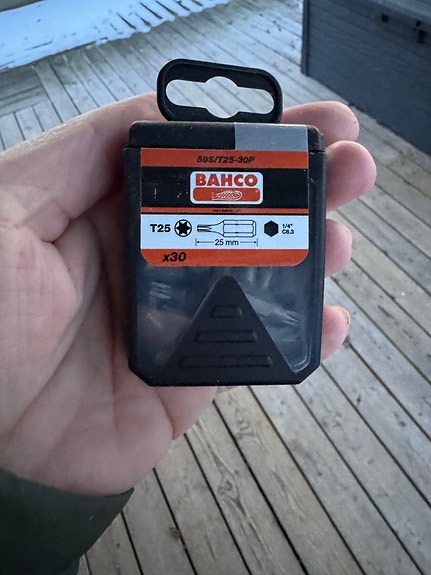 59S/T25-30P
BAHCO
T25
25 mm
1/4"
C6.3
x30